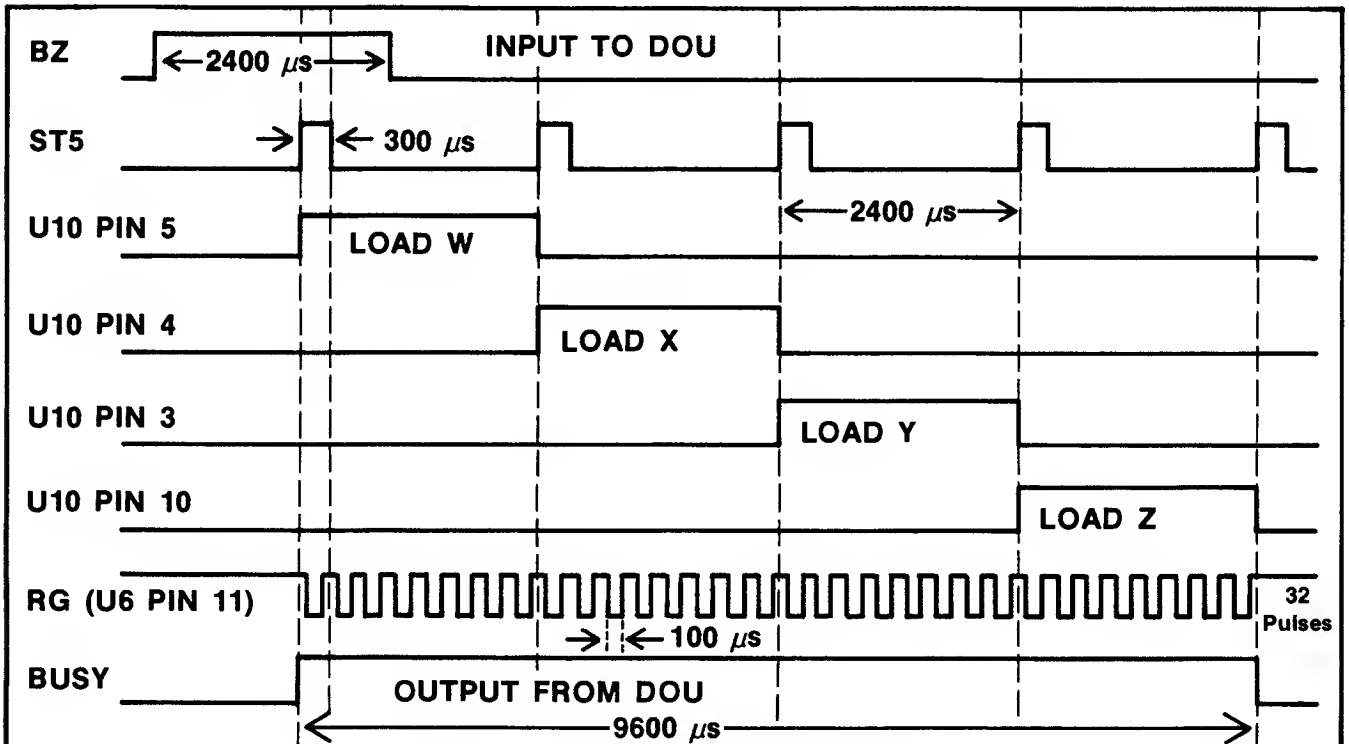 BZ
2400 μs
INPUT TO DOU
ST5
300 μs
2400 μs
U10 PIN 5
LOAD W
U10 PIN 4
LOAD X
U10 PIN 3
LOAD Y
U10 PIN 10
LOAD Z
RG (U6 PIN 11)
32
Pulses
100 μs
BUSY
OUTPUT FROM DOU
9600 μs